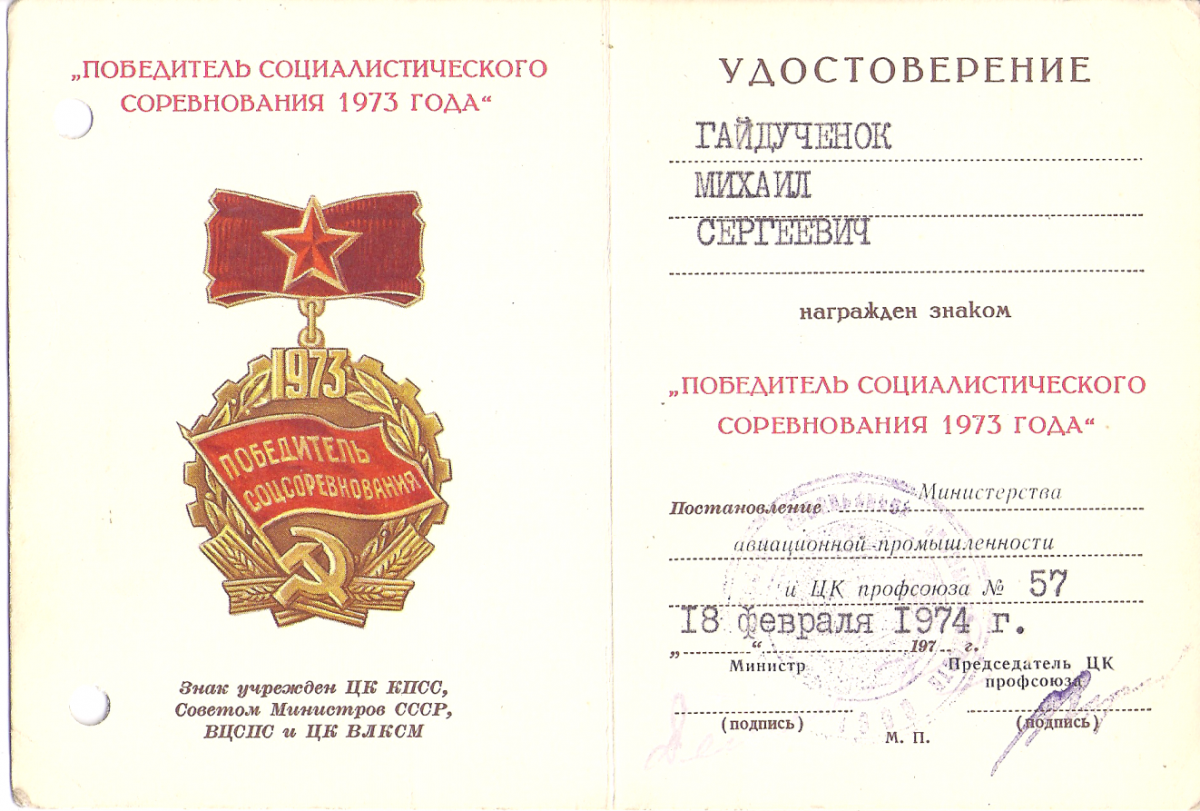 „ПОБЕДИТЕЛЬ СОЦИАЛИСТИЧЕСКОГО
СОРЕВНОВАНИЯ 1973 ГОДА“
1973
ПОБЕДИТЕЛЬ
СОЦСОРЕВНОВАНИЯ
Знак учрежден ЦК КПСС,
Советом Министров СССР,
ВЦСПС и ЦК ВЛКСМ
УДОСТОВЕРЕНИЕ
ГАЙДУЧЕНОК
МИХАИЛ
СЕРГЕЕВИЧ
награжден знаком
„ПОБЕДИТЕЛЬ СОЦИАЛИСТИЧЕСКОГО
СОРЕВНОВАНИЯ 1973 ГОДА“
Постановление Министерства
авиационной промышленности
и ЦК профсоюза № 57
18 февраля 1974 г.
„ “ 197 г.
Министр
Председатель ЦК
профсоюза
(подпись)
(подпись)
М. П.